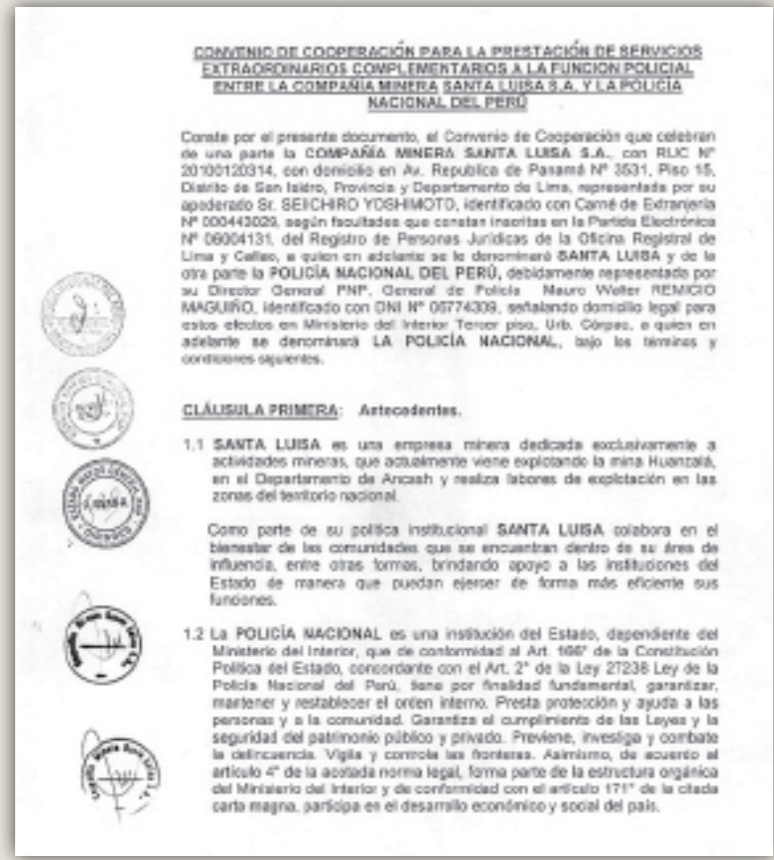 CONVENIO DE COOPERACIÓN PARA LA PRESTACIÓN DE SERVICIOS
EXTRAORDINARIOS COMPLEMENTARIOS A LA FUNCION POLICIAL
ENTRE LA COMPAÑÍA MINERA SANTA LUISA S.A. Y LA POLICÍA
NACIONAL DEL PERÚ
Conste por el presente documento, el Convenio de Cooperación que celebran
de una parte la COMPAÑÍA MINERA SANTA LUISA S.A., con RUC N°
20100120314, con domicilio en Av. Republica de Panamá N° 3531, Piso 15,
Distrito de San Isidro, Provincia y Departamento de Lima, representada por su
apoderado Sr. SEIICHIRO YOSHIMOTO, identificado con Carné de Extranjería
N° 000443029, según facultades que constan inscritas en la Partida Electrónica
N° 06004131, del Registro de Personas Jurídicas de la Oficina Registral de
Lima y Callao, a quien en adelante se le denominará SANTA LUISA y de la
otra parte la POLICÍA NACIONAL DEL PERÚ, debidamente representada por
su Director General PNP, General de Policía Mauro Walter REMICIO
MAGUIÑO, identificado con DNI N° 06774309, señalando domicilio legal para
estos efectos en Ministerio del Interior Tercer piso, Urb. Córpac, a quien en
adelante se denominará LA POLICÍA NACIONAL, bajo los términos y
condiciones siguientes.
CLÁUSULA PRIMERA: Antecedentes.
1.1 SANTA LUISA es una empresa minera dedicada exclusivamente a
actividades mineras, que actualmente viene explotando la mina Huanzalá,
en el Departamento de Ancash y realiza labores de explotación en las
zonas del territorio nacional.
Como parte de su política institucional SANTA LUISA colabora en el
bienestar de las comunidades que se encuentran dentro de su área de
influencia, entre otras formas, brindando apoyo a las instituciones del
Estado de manera que puedan ejercer de forma más eficiente sus
funciones.
1.2 La POLICÍA NACIONAL es una institución del Estado, dependiente del
Ministerio del Interior, que de conformidad al Art. 166° de la Constitución
Política del Estado, concordante con el Art. 2° de la Ley 27238 Ley de la
Policía Nacional del Perú, tiene por finalidad fundamental, garantizar,
mantener y restablecer el orden interno. Presta protección y ayuda a las
personas y a la comunidad. Garantiza el cumplimiento de las Leyes y la
seguridad del patrimonio público y privado. Previene, investiga y combate
la delincuencia. Vigila y controla las fronteras. Asimismo, de acuerdo al
artículo 4° de la acotada norma legal, forma parte de la estructura orgánica
del Ministerio del Interior y de conformidad con el artículo 171° de la citada
carta magna, participa en el desarrollo económico y social del país.